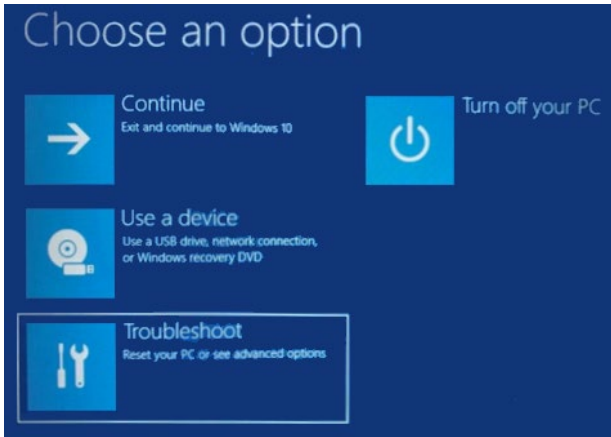 Choose an option
Continue
Exit and continue to Windows 10
Turn off your PC
Use a device
Use a USB drive, network connection,
or Windows recovery DVD
Troubleshoot
Reset your PC or see advanced options